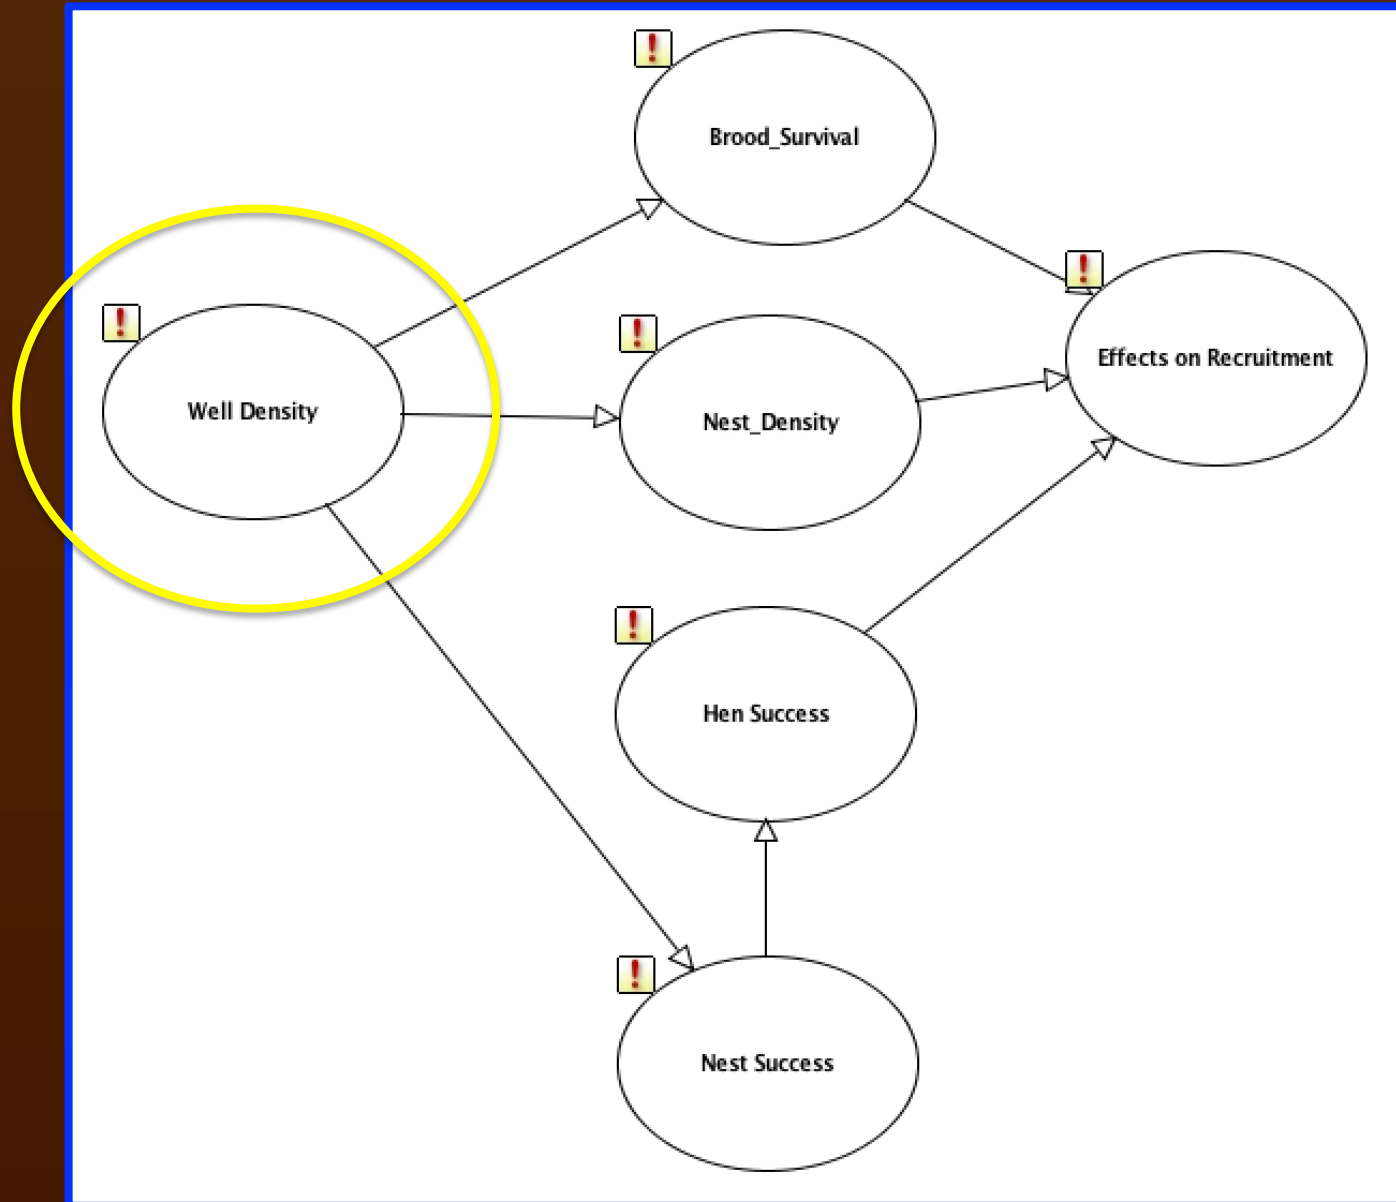 Brood_Survival
Effects on Recruitment
Well Density
Nest_Density
Hen Success
Nest Success